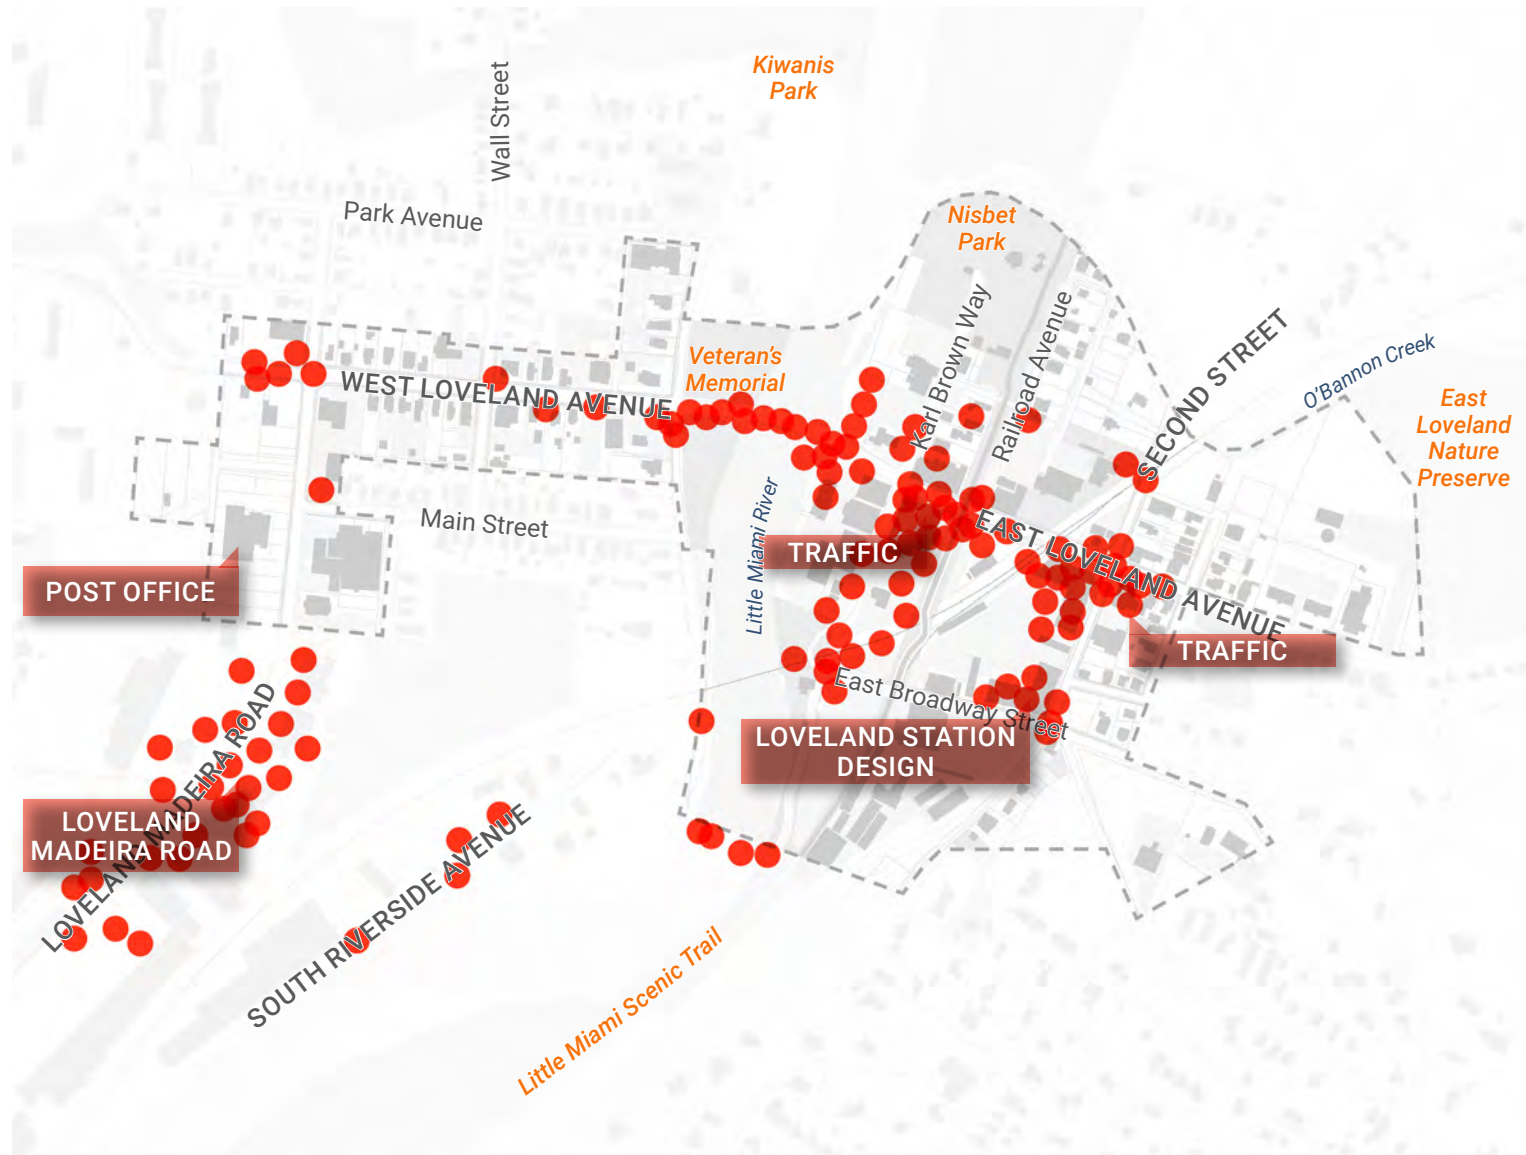 Kiwanis
Park
Wall Street
Park Avenue
Nisbet
Park
Karl Brown Way
Railroad Avenue
SECOND STREET
O'Bannon Creek
Veteran's
Memorial
WEST LOVELAND AVENUE
East
Loveland
Nature
Preserve
Main Street
Little Miami River
EAST LOVELAND AVENUE
TRAFFIC
POST OFFICE
TRAFFIC
East Broadway Street
LOVELAND STATION
DESIGN
LOVELAND MADEIRA ROAD
LOVELAND
MADEIRA ROAD
SOUTH RIVERSIDE AVENUE
Little Miami Scenic Trail